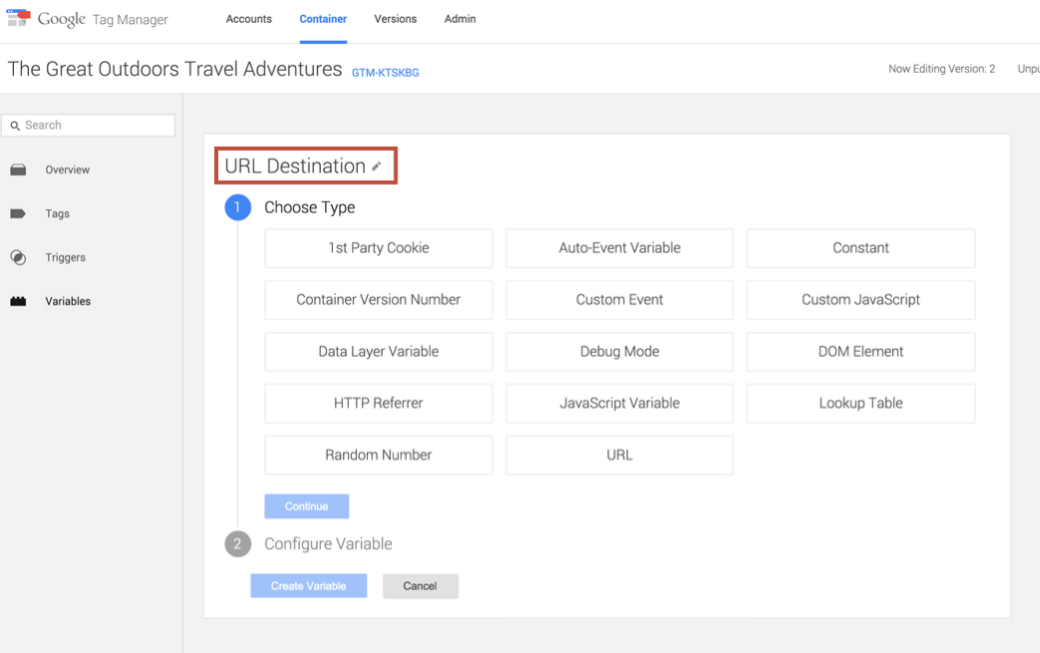 Google Tag Manager Accounts Container Versions Admin
The Great Outdoors Travel Adventures GTM-KTSKBG Now Editing Version: 2 Unpu
Search
Overview
Tags
Triggers
Variables
URL Destination
1 Choose Type
1st Party Cookie Auto-Event Variable Constant
Container Version Number Custom Event Custom JavaScript
Data Layer Variable Debug Mode DOM Element
HTTP Referrer JavaScript Variable Lookup Table
Random Number URL
Continue
2 Configure Variable
Create Variable Cancel